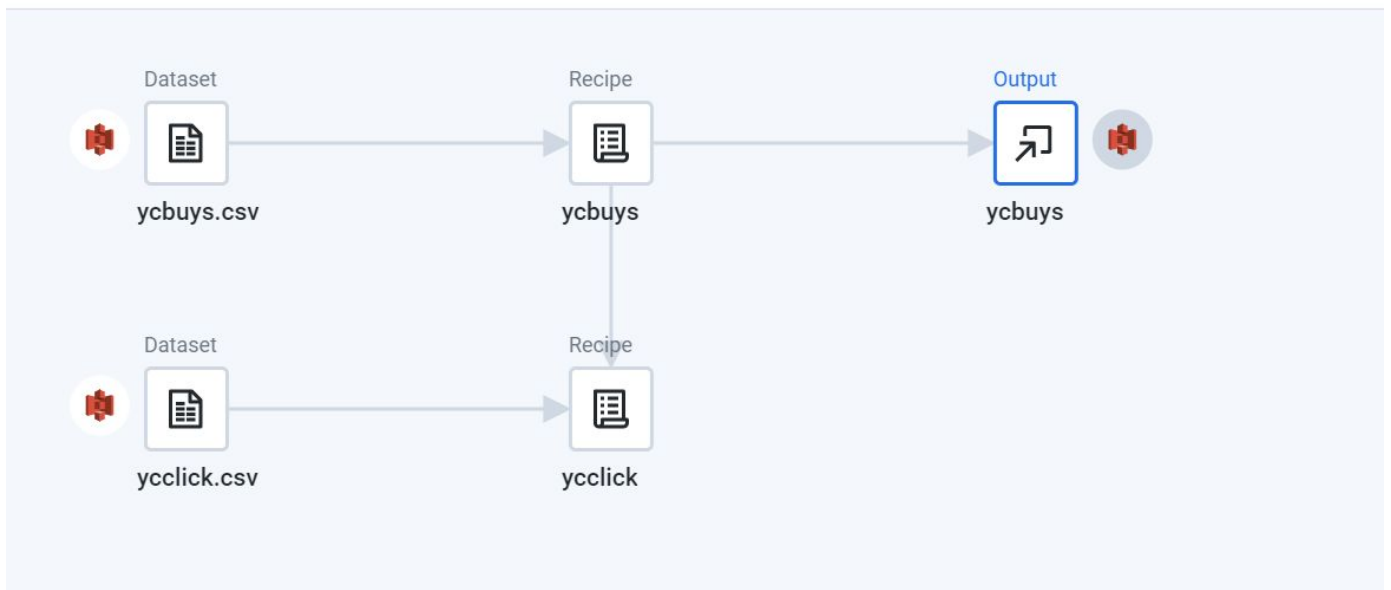 Dataset
Recipe
Output
ycbuys.csv
ycbuys
ycbuys
Dataset
Recipe
ycclick.csv
ycclick